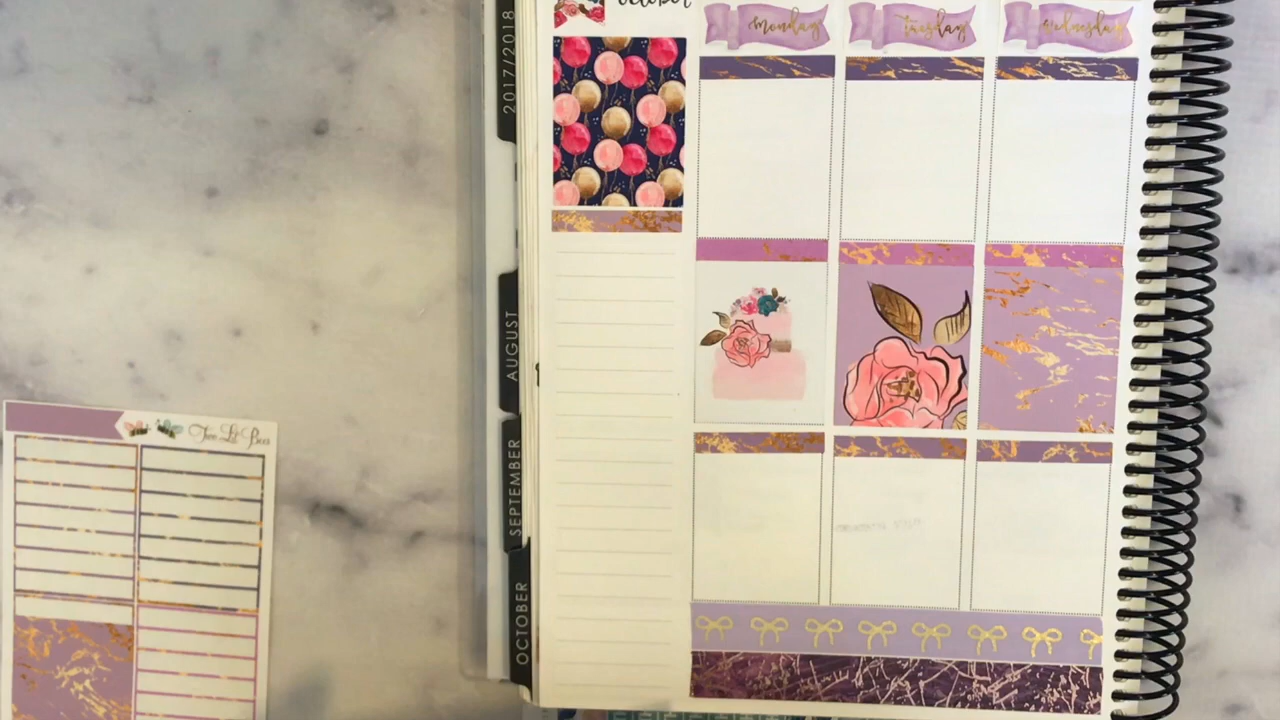 October
monday
tuesday
wednesday
2017/2018
AUGUST
SEPTEMBER
OCTOBER
Two Lil Bees